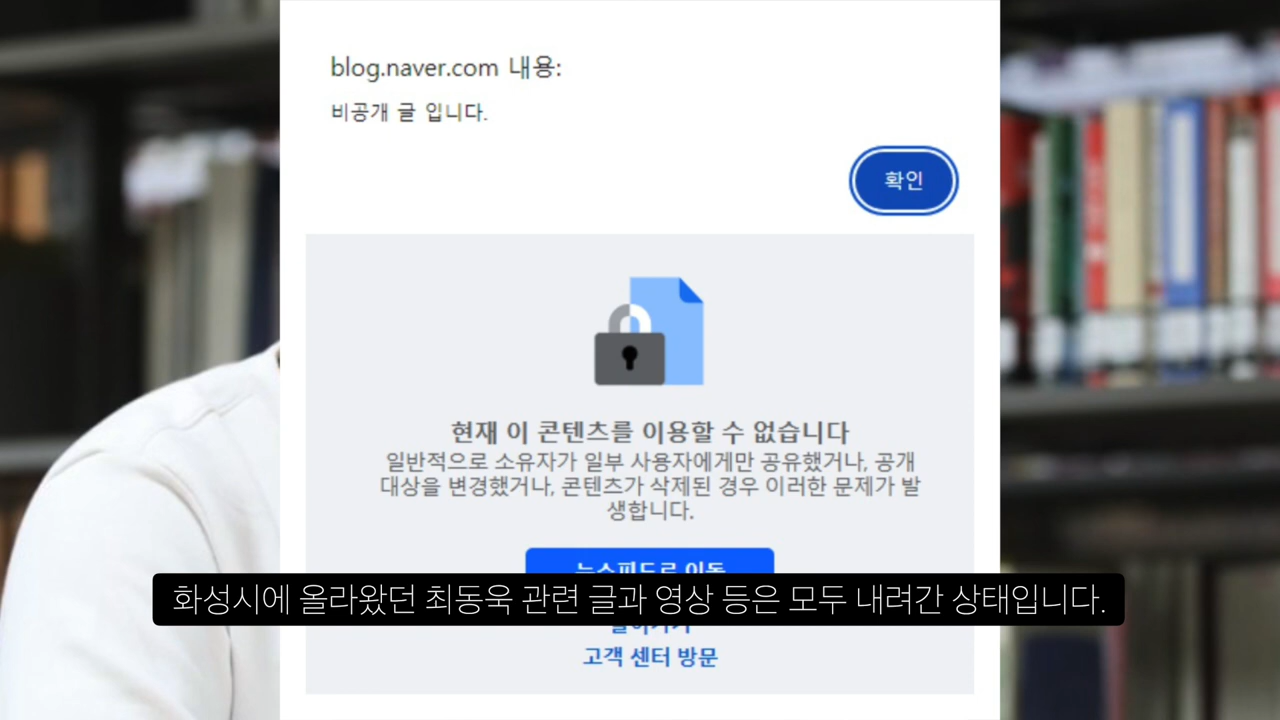 blog.naver.com 내용:
비공개 글 입니다.
확인
현재 이 콘텐츠를 이용할 수 없습니다
일반적으로 소유자가 일부 사용자에게만 공유했거나, 공개
대상을 변경했거나, 콘텐츠가 삭제된 경우 이러한 문제가 발
생합니다.
화성시에 올라왔던 최동욱 관련 글과 영상 등은 모두 내려간 상태입니다.
고객 센터 방문